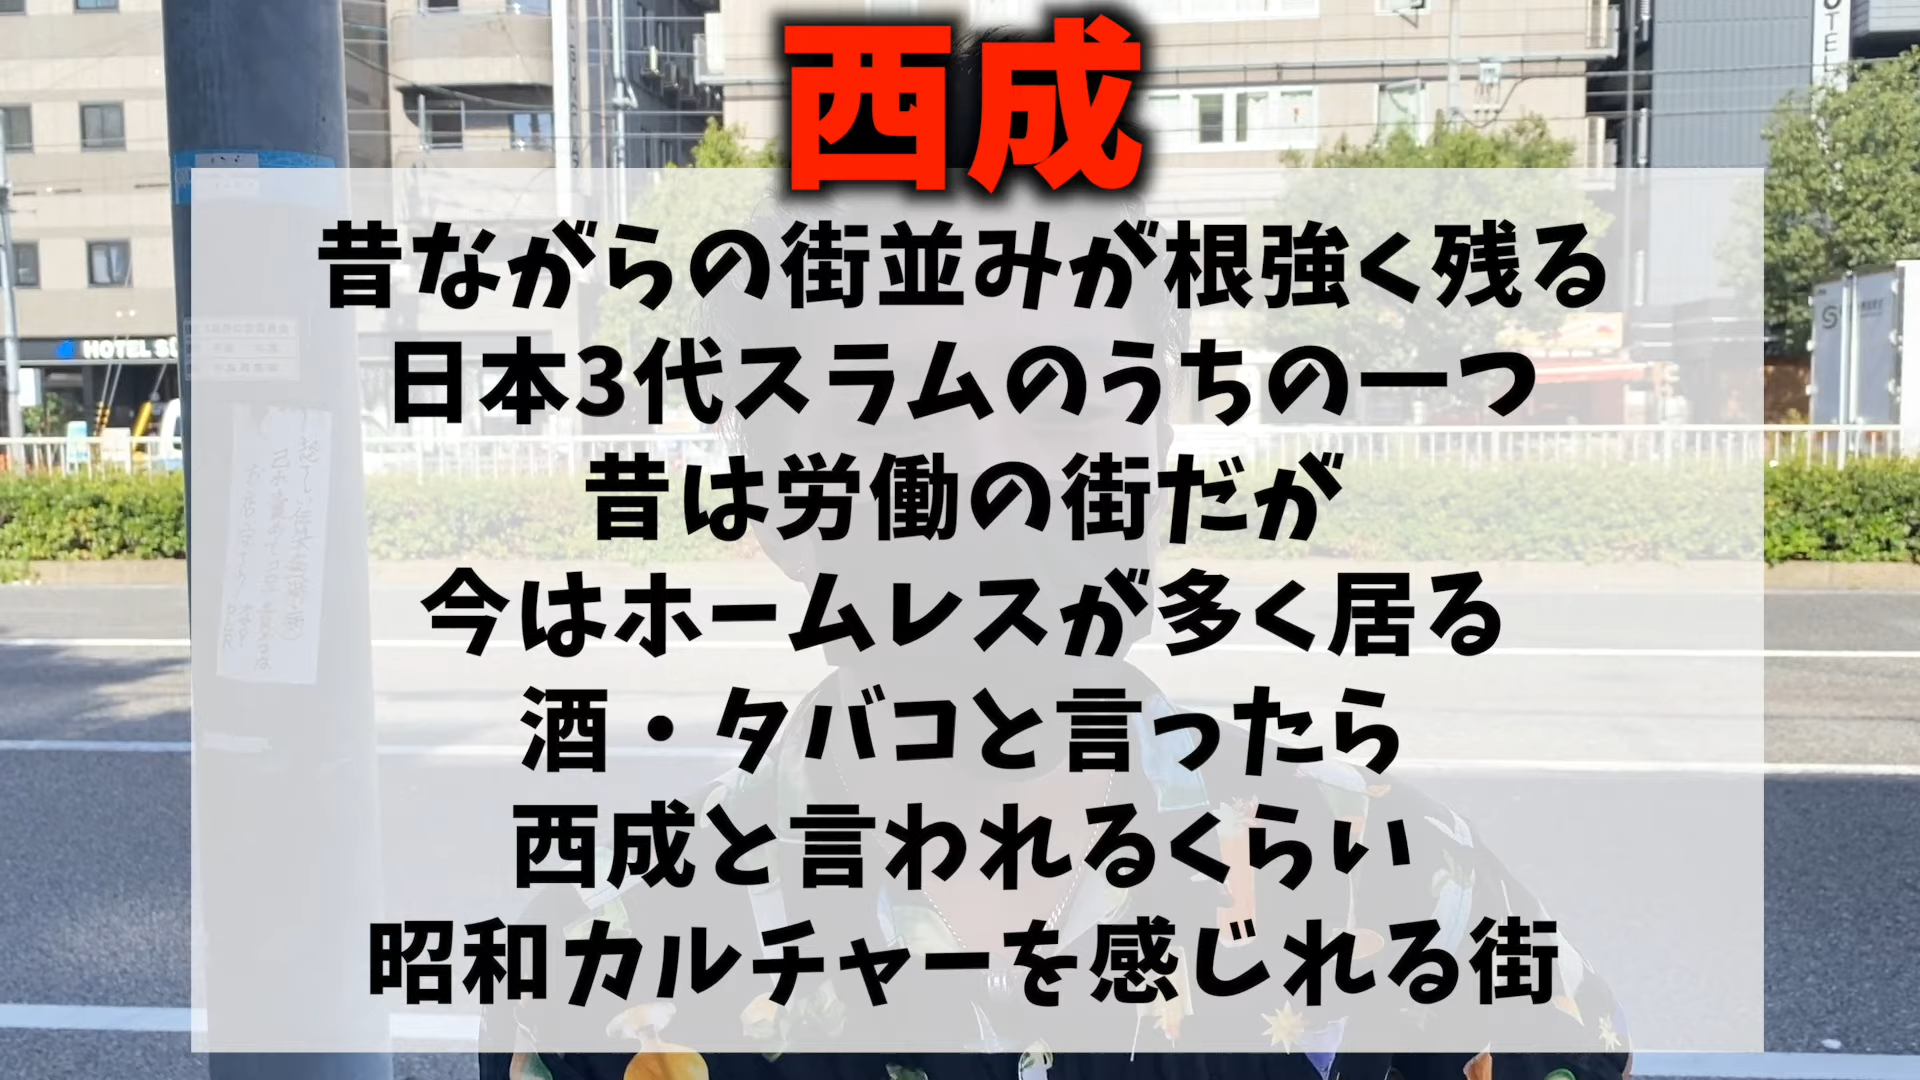 西成
昔ながらの街並みが根強く残る
日本3代スラムのうちの一つ
昔は労働の街だが
今はホームレスが多く居る
酒・タバコと言ったら
西成と言われるくらい
昭和カルチャーを感じれる街
HOTEL